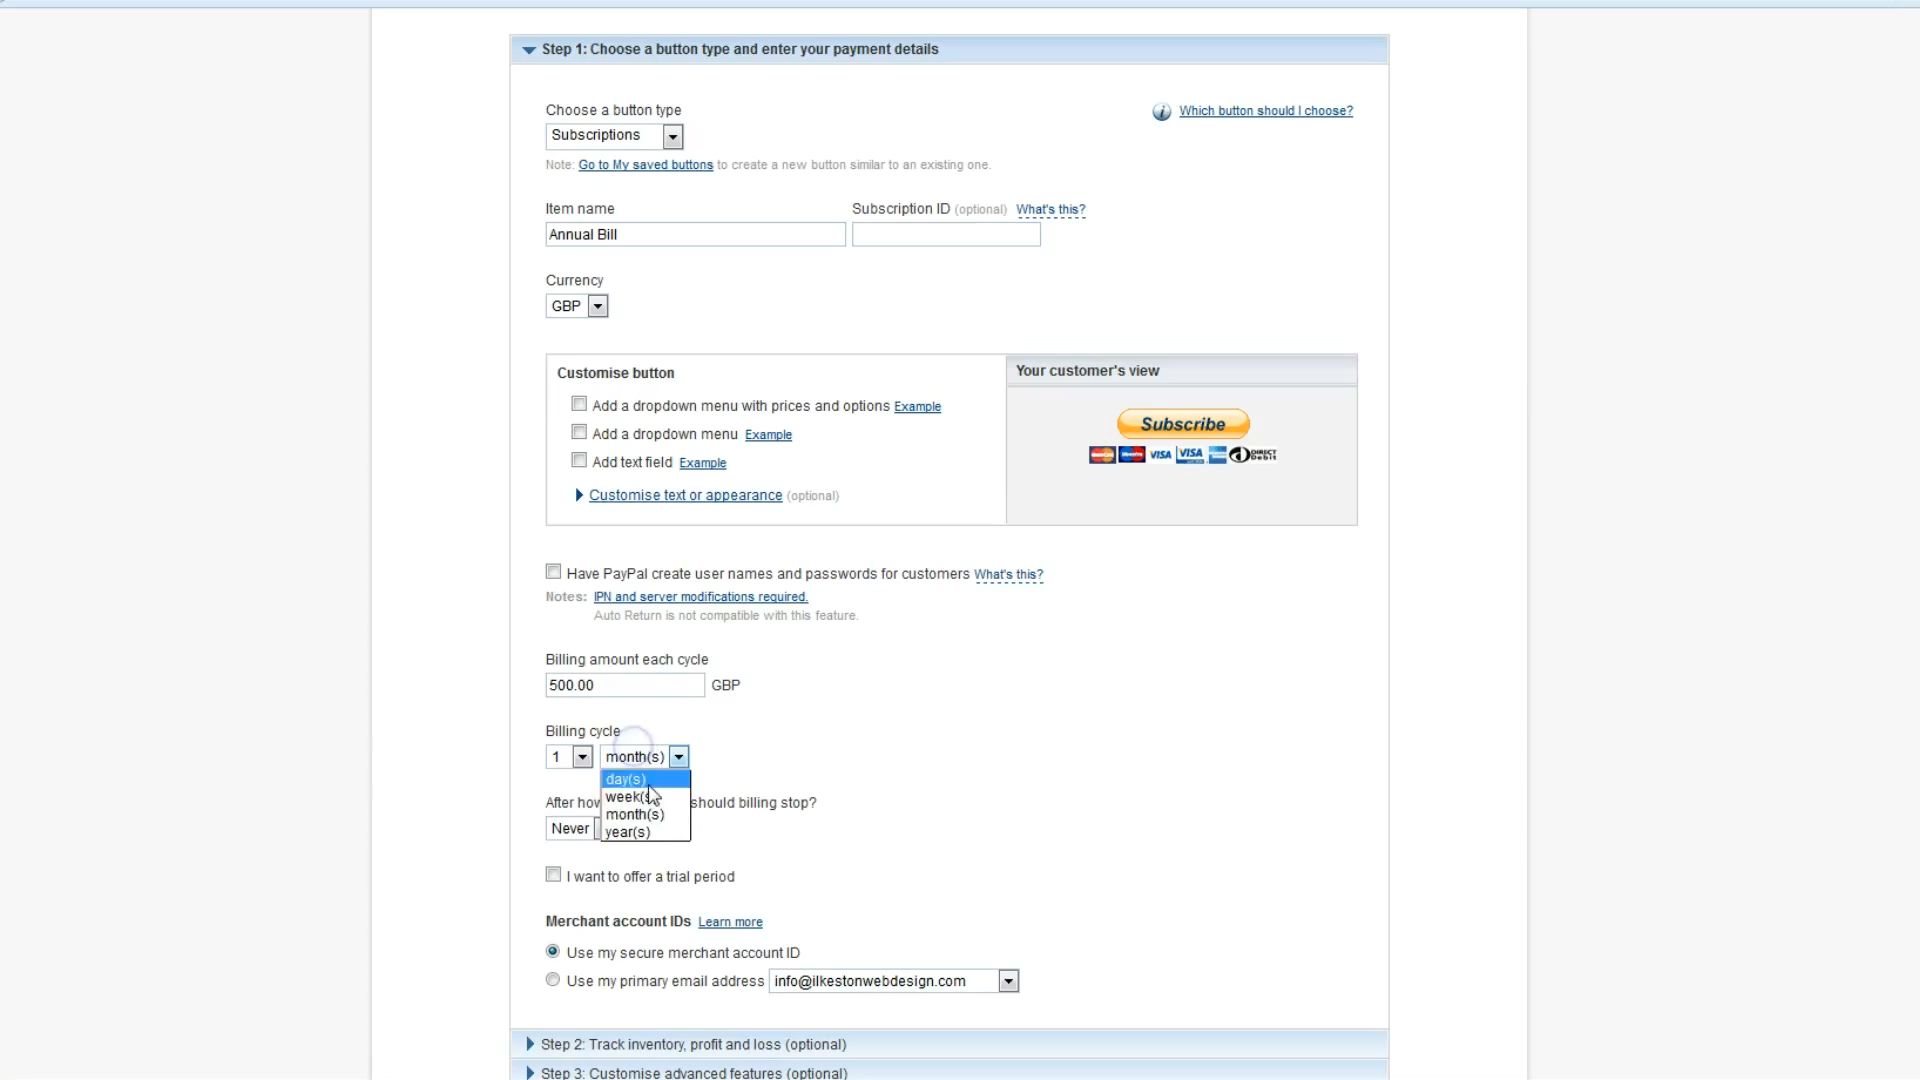 Step 1: Choose a button type and enter your payment details
Choose a button type
Which button should I choose?
Subscriptions
Note: Go to My saved buttons to create a new button similar to an existing one.
Item name
Subscription ID (optional) What's this?
Annual Bill
Currency
GBP
Customise button
Your customer's view
Add a dropdown menu with prices and options Example
Add a dropdown menu Example
Add text field Example
Customise text or appearance (optional)
Subscribe
VISA VISA DIRECT Debit
Have PayPal create user names and passwords for customers What's this?
Notes: IPN and server modifications required.
Auto Return is not compatible with this feature.
Billing amount each cycle
500.00 GBP
Billing cycle
1 month(s)
day(s)
week(s
month(s)
year(s)
After how should billing stop?
Never
I want to offer a trial period
Merchant account IDs Learn more
Use my secure merchant account ID
Use my primary email address info@ilkestonwebdesign.com
Step 2: Track inventory, profit and loss (optional)
Step 3: Customise advanced features (optional)